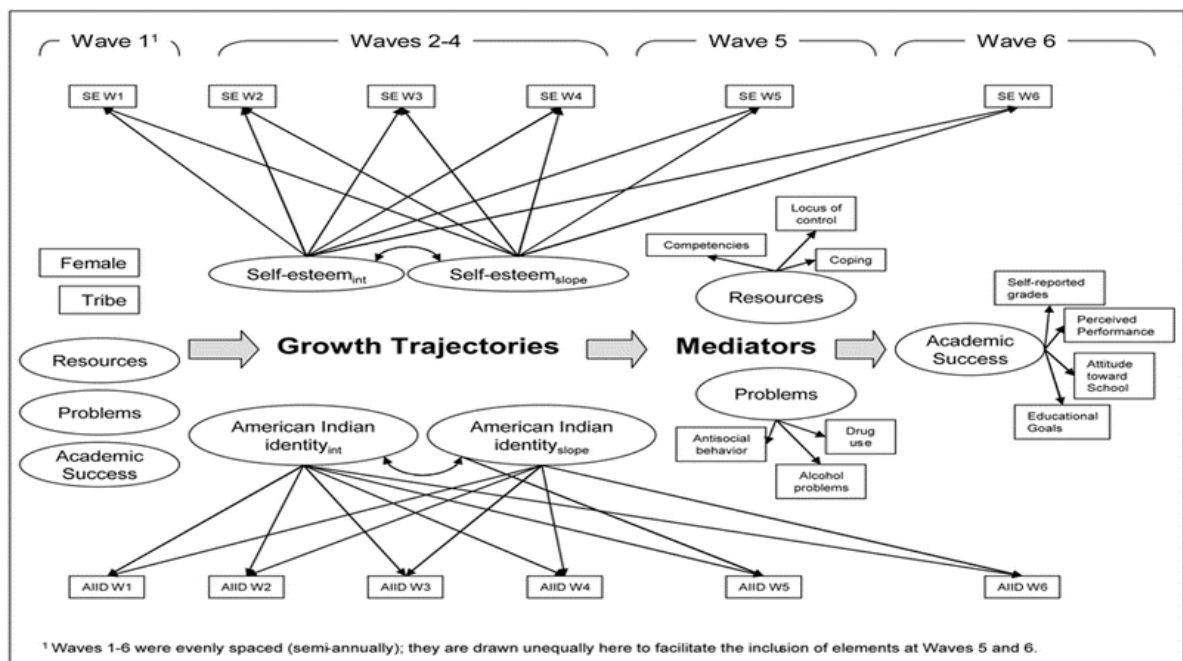 Wave 1¹
Waves 2-4
Wave 5
Wave 6
SE W1
SE W2
SE W3
SE W4
SE W5
SE W6
Locus of
control
Competencies
Coping
Resources
Female
Tribe
Self-esteemint
Self-esteemslope
Self-reported
grades
Perceived
Performance
Attitude
toward
School
Educational
Goals
Academic
Success
Resources
Problems
Academic
Success
Growth Trajectories
Mediators
American Indian
identityint
American Indian
identityslope
Problems
Antisocial
behavior
Drug
use
Alcohol
problems
AIID W1
AIID W2
AIID W3
AIID W4
AIID W5
AIID W6
¹ Waves 1-6 were evenly spaced (semi-annually); they are drawn unequally here to facilitate the inclusion of elements at Waves 5 and 6.